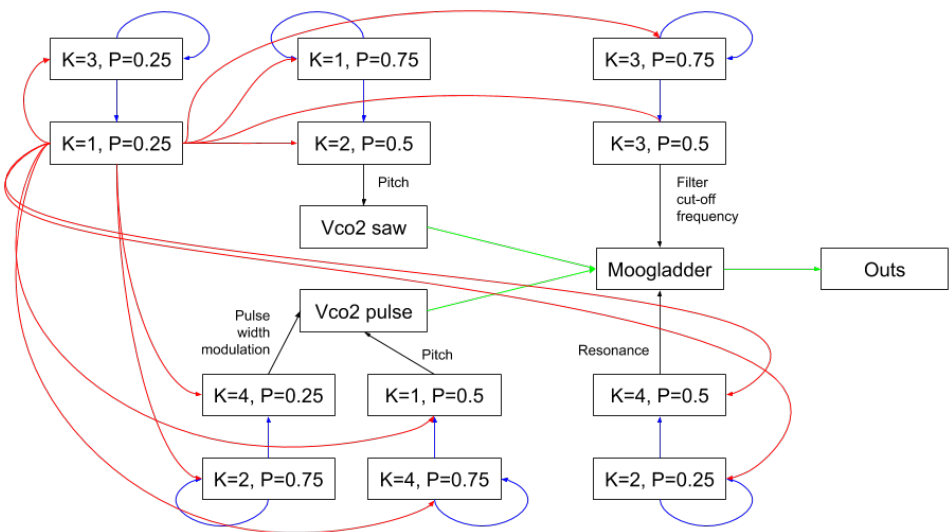 K=3, P=0.25
K=1, P=0.75
K=3, P=0.75
K=1, P=0.25
K=2, P=0.5
K=3, P=0.5
Pitch
Filter
cut-off
frequency
Vco2 saw
Moogladder
Outs
Vco2 pulse
Pulse
width
modulation
Pitch
Resonance
K=4, P=0.25
K=1, P=0.5
K=4, P=0.5
K=2, P=0.75
K=4, P=0.75
K=2, P=0.25